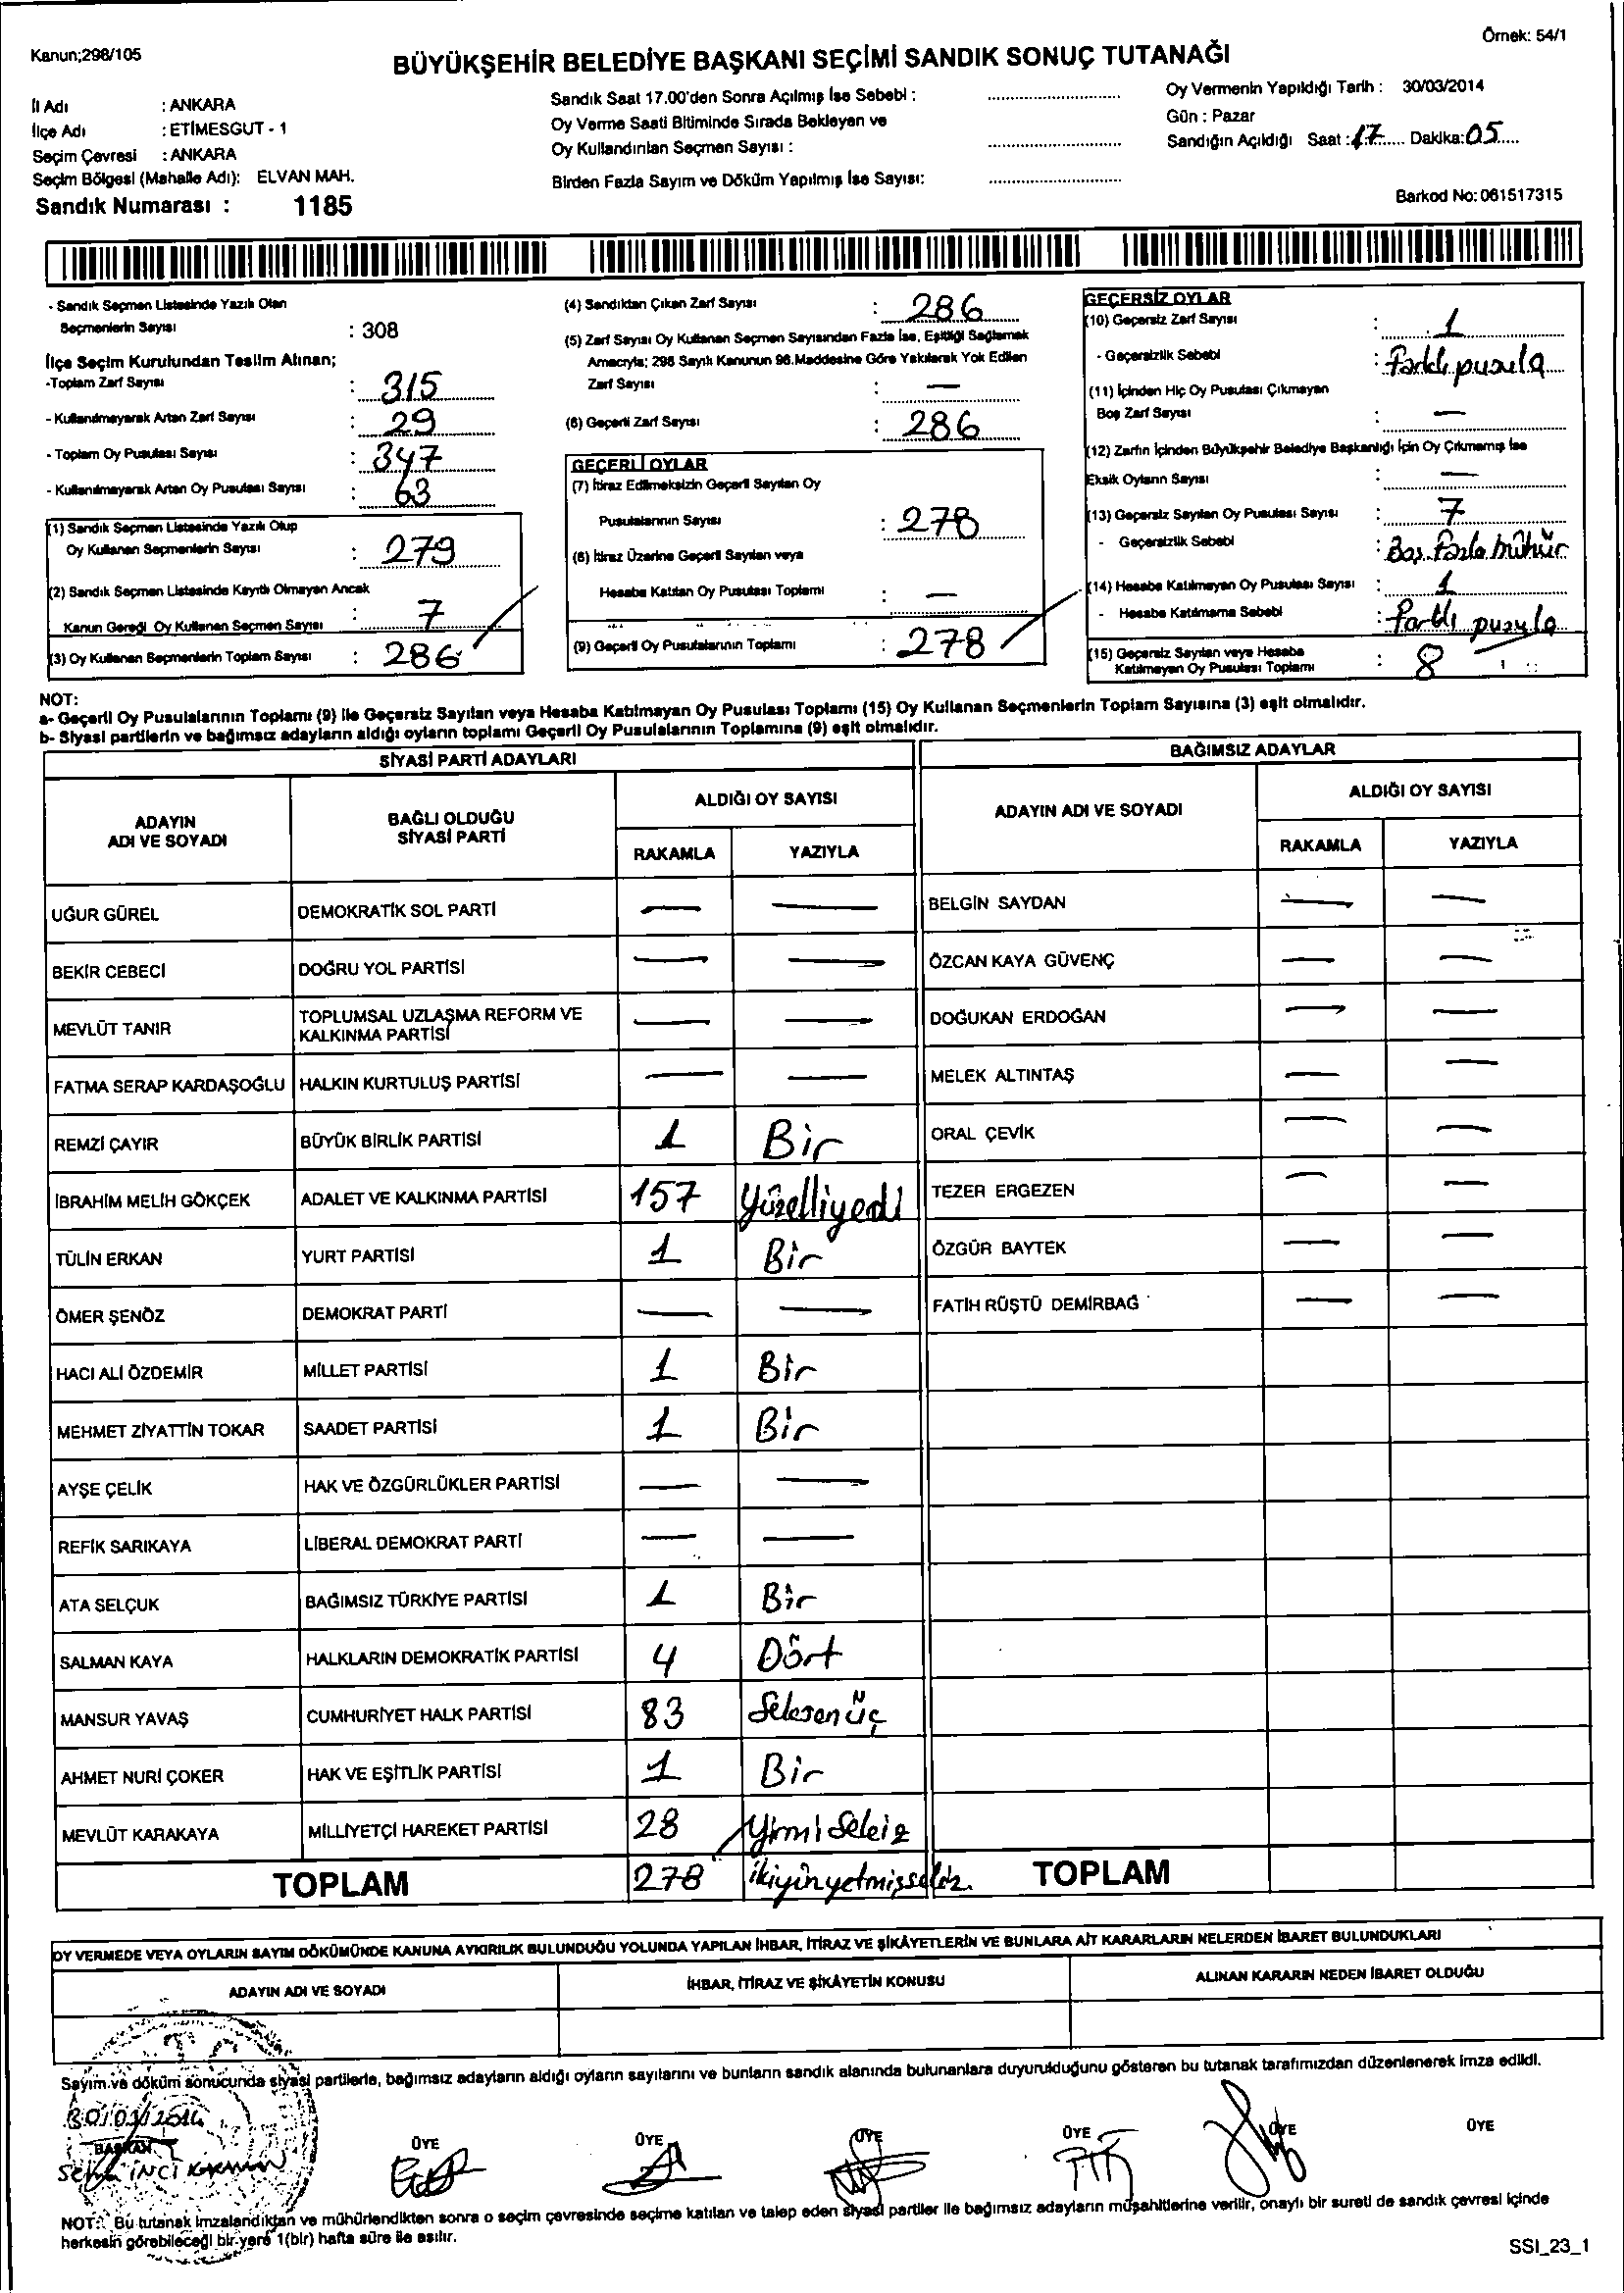 Kanun;298/105
Örnek: 54/1
BÜYÜKŞEHİR BELEDİYE BAŞKANI SEÇİMİ SANDIK SONUÇ TUTANAĞI
İl Adı : ANKARA
İlçe Adı : ETİMESGUT - 1
Seçim Çevresi : ANKARA
Seçim Bölgesi (Mahalle Adı): ELVAN MAH.
Sandık Numarası : 1185
Sandık Saat 17.00'den Sonra Açılmış İse Sebebi :
Oy Verme Saati Bitiminde Sırada Bekleyen ve
Oy Kullandırılan Seçmen Sayısı :
Birden Fazla Sayım ve Döküm Yapılmış İse Sayısı:
Oy Vermenin Yapıldığı Tarih : 30/03/2014
Gün : Pazar
Sandığın Açıldığı Saat : 17 Dakika: 05
Barkod No: 061517315
- Sandık Seçmen Listesinde Yazılı Olan
Seçmenlerin Sayısı : 308
İlçe Seçim Kurulundan Teslim Alınan;
-Toplam Zarf Sayısı : 315
- Kullanılmayarak Artan Zarf Sayısı : 29
- Toplam Oy Pusulası Sayısı : 347
- Kullanılmayarak Artan Oy Pusulası Sayısı : 63
(1) Sandık Seçmen Listesinde Yazılı Olup
Oy Kullanan Seçmenlerin Sayısı : 279
(2) Sandık Seçmen Listesinde Kayıtlı Olmayan Ancak
Kanun Gereği Oy Kullanan Seçmen Sayısı : 7
(3) Oy Kullanan Seçmenlerin Toplam Sayısı : 286
(4) Sandıktan Çıkan Zarf Sayısı : 286
(5) Zarf Sayısı Oy Kullanan Seçmen Sayısından Fazla İse, Eşitliği Sağlamak
Amacıyla; 298 Sayılı Kanunun 98.Maddesine Göre Yakılarak Yok Edilen
Zarf Sayısı : —
(6) Geçerli Zarf Sayısı : 286
GEÇERLİ OYLAR
(7) İtiraz Edilmeksizin Geçerli Sayılan Oy
Pusulalarının Sayısı : 278
(8) İtiraz Üzerine Geçerli Sayılan veya
Hesaba Katılan Oy Pusulası Toplamı : —
(9) Geçerli Oy Pusulalarının Toplamı : 278
GEÇERSİZ OYLAR
(10) Geçersiz Zarf Sayısı : 1
- Geçersizlik Sebebi : Farklı pusula
(11) İçinden Hiç Oy Pusulası Çıkmayan
Boş Zarf Sayısı : —
(12) Zarfın İçinden Büyükşehir Belediye Başkanlığı İçin Oy Çıkmamış İse
Eksik Oyların Sayısı : —
(13) Geçersiz Sayılan Oy Pusulası Sayısı : 7
- Geçersizlik Sebebi : Boş. Fazla mühür
(14) Hesaba Katılmayan Oy Pusulası Sayısı : 1
- Hesaba Katılmama Sebebi : Farklı pusula
(15) Geçersiz Sayılan veya Hesaba
Katılmayan Oy Pusulası Toplamı : 8
NOT:
a- Geçerli Oy Pusulalarının Toplamı (9) ile Geçersiz Sayılan veya Hesaba Katılmayan Oy Pusulası Toplamı (15) Oy Kullanan Seçmenlerin Toplam Sayısına (3) eşit olmalıdır.
b- Siyasi partilerin ve bağımsız adayların aldığı oyların toplamı Geçerli Oy Pusulalarının Toplamına (9) eşit olmalıdır.
SİYASİ PARTİ ADAYLARI
ADAYIN ADI VE SOYADI
BAĞLI OLDUĞU SİYASİ PARTİ
ALDIĞI OY SAYISI
RAKAMLA YAZIYLA
UĞUR GÜREL DEMOKRATİK SOL PARTİ — —
BEKİR CEBECİ DOĞRU YOL PARTİSİ — —
MEVLÜT TANIR TOPLUMSAL UZLAŞMA REFORM VE KALKINMA PARTİSİ — —
FATMA SERAP KARDAŞOĞLU HALKIN KURTULUŞ PARTİSİ — —
REMZİ ÇAYIR BÜYÜK BİRLİK PARTİSİ 1 Bir
İBRAHİM MELİH GÖKÇEK ADALET VE KALKINMA PARTİSİ 157 Yüzelliyedi
TÜLİN ERKAN YURT PARTİSİ 1 Bir
ÖMER ŞENÖZ DEMOKRAT PARTİ — —
HACI ALİ ÖZDEMİR MİLLET PARTİSİ 1 Bir
MEHMET ZİYATTİN TOKAR SAADET PARTİSİ 1 Bir
AYŞE ÇELİK HAK VE ÖZGÜRLÜKLER PARTİSİ — —
REFİK SARIKAYA LİBERAL DEMOKRAT PARTİ — —
ATA SELÇUK BAĞIMSIZ TÜRKİYE PARTİSİ 1 Bir
SALMAN KAYA HALKLARIN DEMOKRATİK PARTİSİ 4 Dört
MANSUR YAVAŞ CUMHURİYET HALK PARTİSİ 83 Seksen üç
AHMET NURİ ÇOKER HAK VE EŞİTLİK PARTİSİ 1 Bir
MEVLÜT KARAKAYA MİLLİYETÇİ HAREKET PARTİSİ 28 Yirmi sekiz
TOPLAM 278 ikiyüzyetmişsekiz.
BAĞIMSIZ ADAYLAR
ADAYIN ADI VE SOYADI
ALDIĞI OY SAYISI
RAKAMLA YAZIYLA
BELGİN SAYDAN — —
ÖZCAN KAYA GÜVENÇ — —
DOĞUKAN ERDOĞAN — —
MELEK ALTINTAŞ — —
ORAL ÇEVİK — —
TEZER ERGEZEN — —
ÖZGÜR BAYTEK — —
FATİH RÜŞTÜ DEMİRBAĞ — —
TOPLAM
OY VERMEDE VEYA OYLARIN SAYIM DÖKÜMÜNDE KANUNA AYKIRILIK BULUNDUĞU YOLUNDA YAPILAN İHBAR, İTİRAZ VE ŞİKÂYETLERİN VE BUNLARA AİT KARARLARIN NELERDEN İBARET BULUNDUKLARI
ADAYIN ADI VE SOYADI İHBAR, İTİRAZ VE ŞİKÂYETİN KONUSU ALINAN KARARIN NEDEN İBARET OLDUĞU
Sayım ve döküm sonucunda siyasi partilerle, bağımsız adayların aldığı oyların sayılarını ve bunların sandık alanında bulunanlara duyurulduğunu gösteren bu tutanak tarafımızdan düzenlenerek imza edildi.
30/03/2014
BAŞKAN ÜYE ÜYE ÜYE ÜYE ÜYE ÜYE
İNCİ
NOT: Bu tutanak imzalandıktan ve mühürlendikten sonra o seçim çevresinde seçime katılan ve talep eden siyasi partiler ile bağımsız adayların müşahitlerine verilir, onaylı bir sureti de sandık çevresi içinde
herkesin görebileceği bir yere 1(bir) hafta süre ile asılır.
SSI_23_1